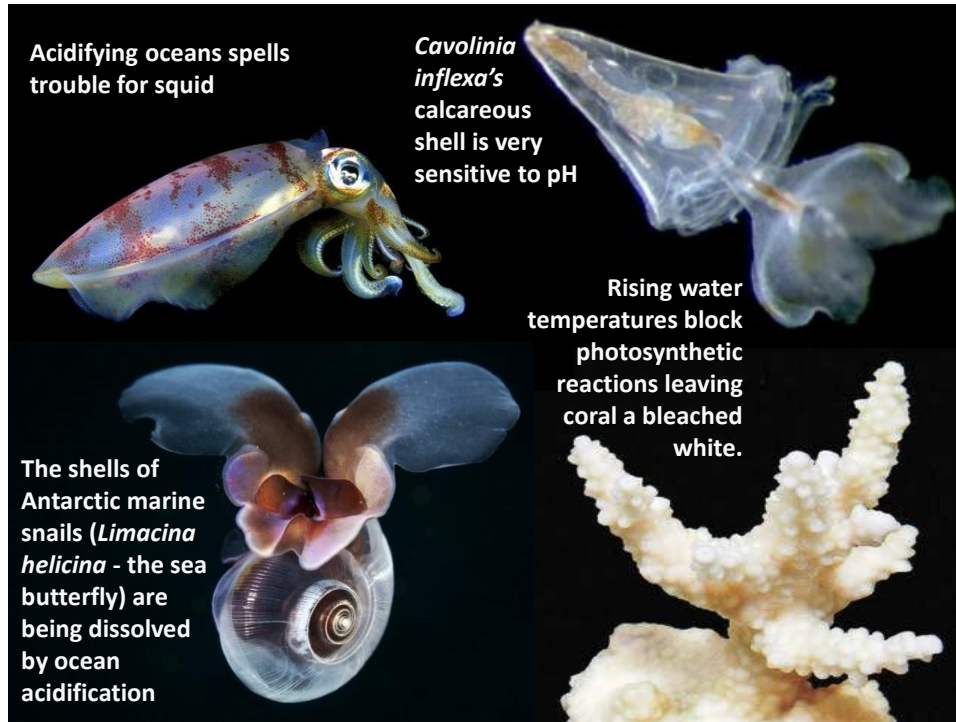 Acidifying oceans spells
trouble for squid
Cavolinia
inflexa's
calcareous
shell is very
sensitive to pH
Rising water
temperatures block
photosynthetic
reactions leaving
coral a bleached
white.
The shells of
Antarctic marine
snails (Limacina
helicina - the sea
butterfly) are
being dissolved
by ocean
acidification